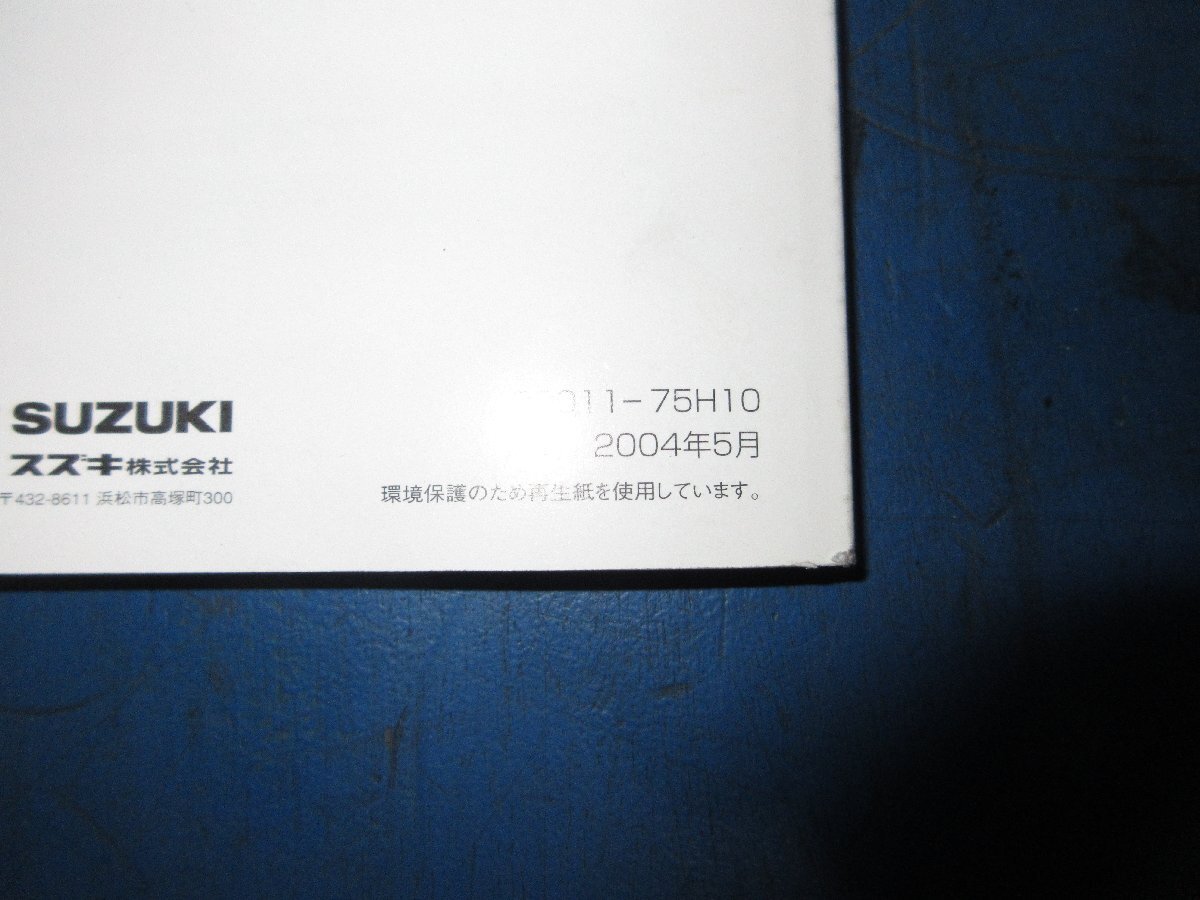 SUZUKI
スズキ株式会社
〒432-8611 浜松市高塚町300
2004年5月
環境保護のため再生紙を使用しています。